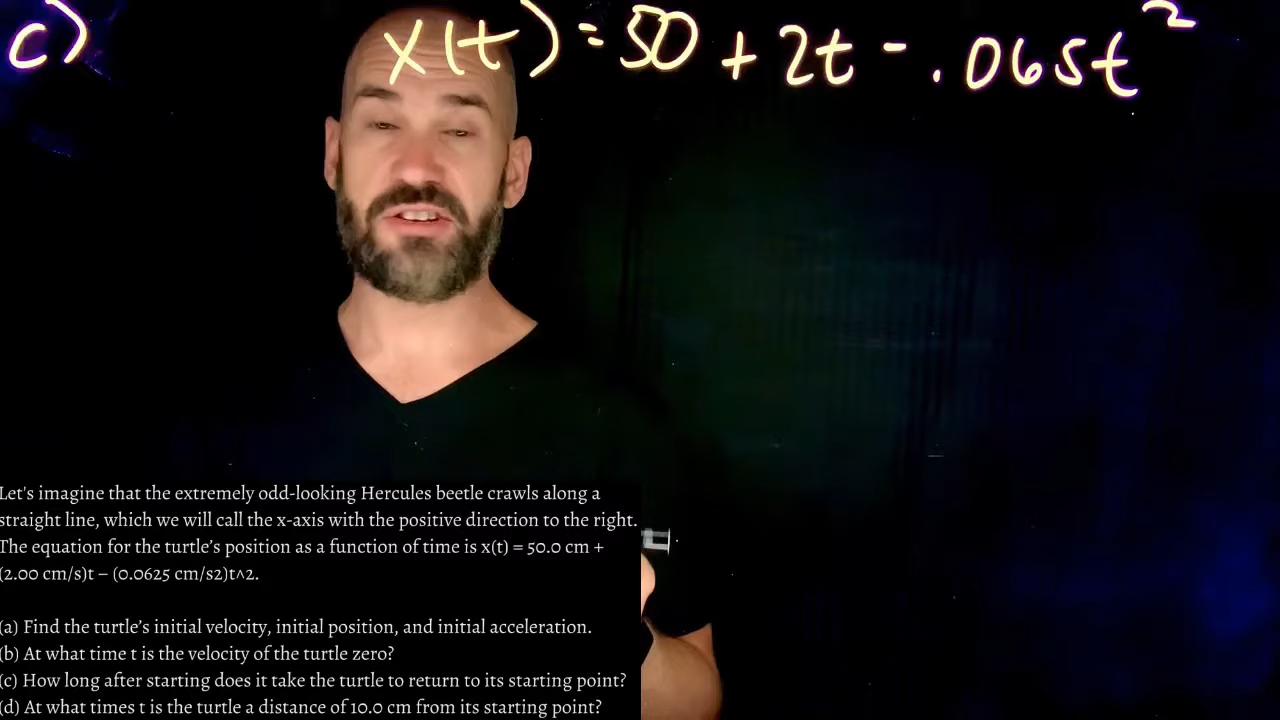 c) x(t) = 50 + 2t - .065t²
Let's imagine that the extremely odd-looking Hercules beetle crawls along a
straight line, which we will call the x-axis with the positive direction to the right.
The equation for the turtle’s position as a function of time is x(t) = 50.0 cm +
(2.00 cm/s)t – (0.0625 cm/s2)t^2.
(a) Find the turtle’s initial velocity, initial position, and initial acceleration.
(b) At what time t is the velocity of the turtle zero?
(c) How long after starting does it take the turtle to return to its starting point?
(d) At what times t is the turtle a distance of 10.0 cm from its starting point?